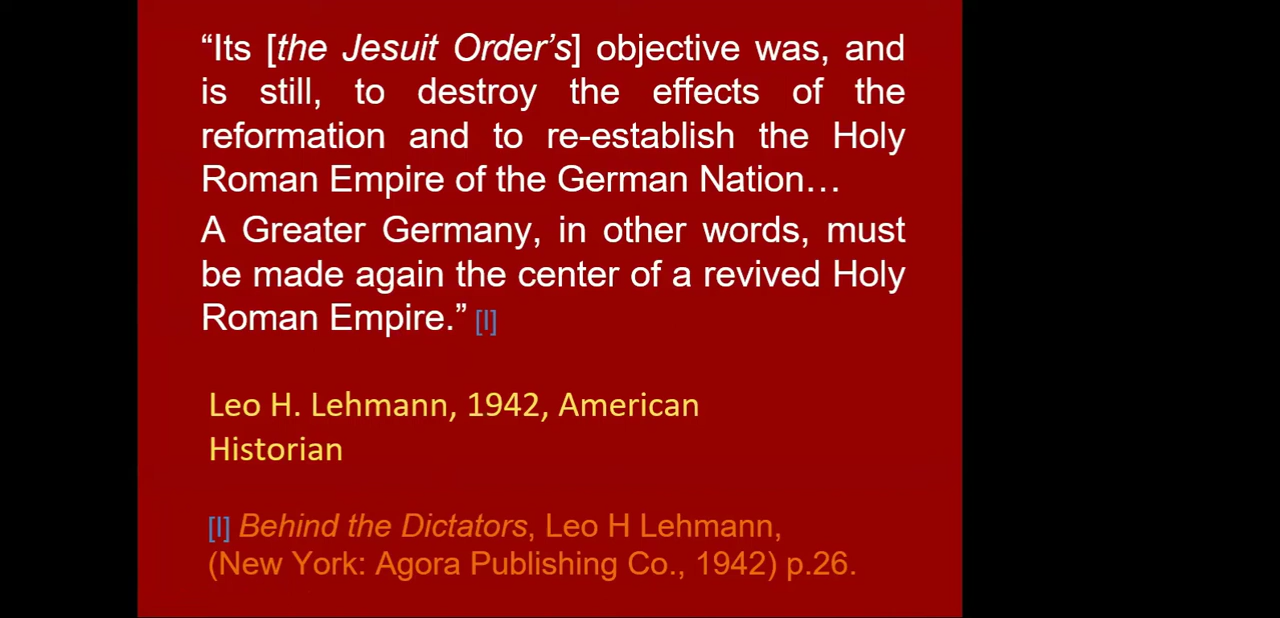 “Its [the Jesuit Order’s] objective was, and
is still, to destroy the effects of the
reformation and to re-establish the Holy
Roman Empire of the German Nation…
A Greater Germany, in other words, must
be made again the center of a revived Holy
Roman Empire.” [I]
Leo H. Lehmann, 1942, American
Historian
[I] Behind the Dictators, Leo H Lehmann,
(New York: Agora Publishing Co., 1942) p.26.